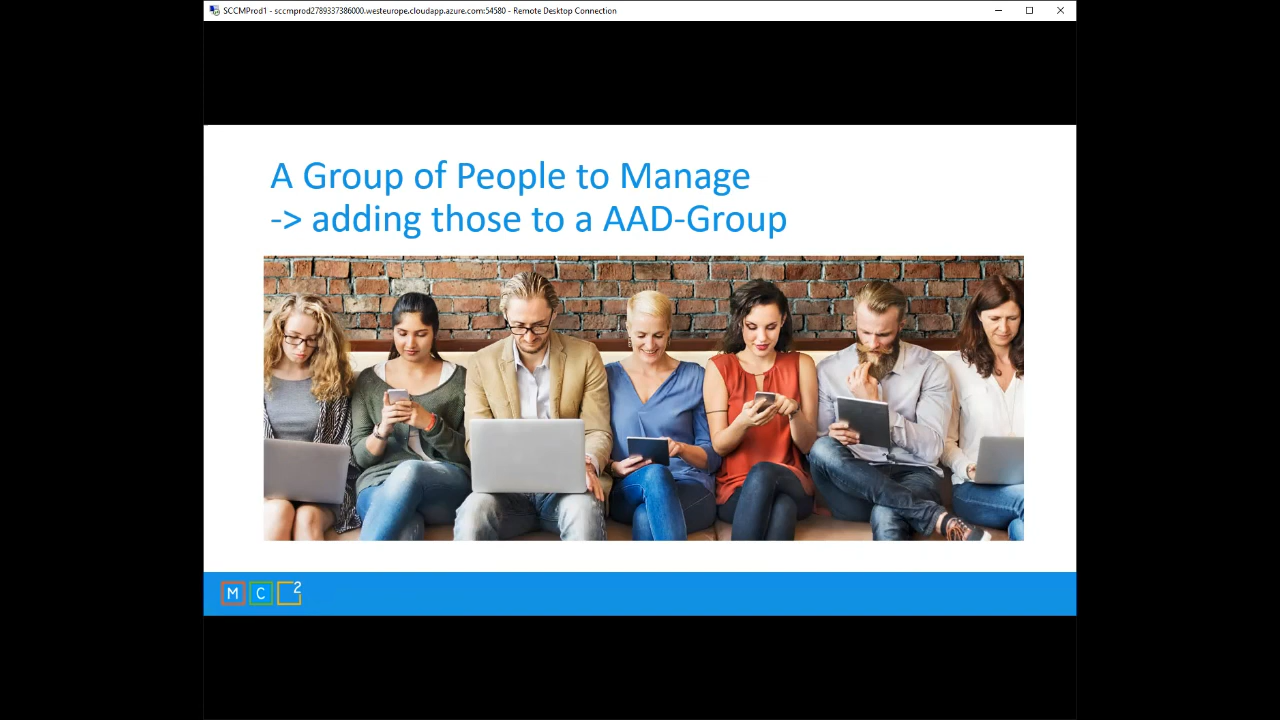 SCCMProd1 - sccmprod2789337386000.westeurope.cloudapp.azure.com:54580 - Remote Desktop Connection
A Group of People to Manage
-> adding those to a AAD-Group
M C 2